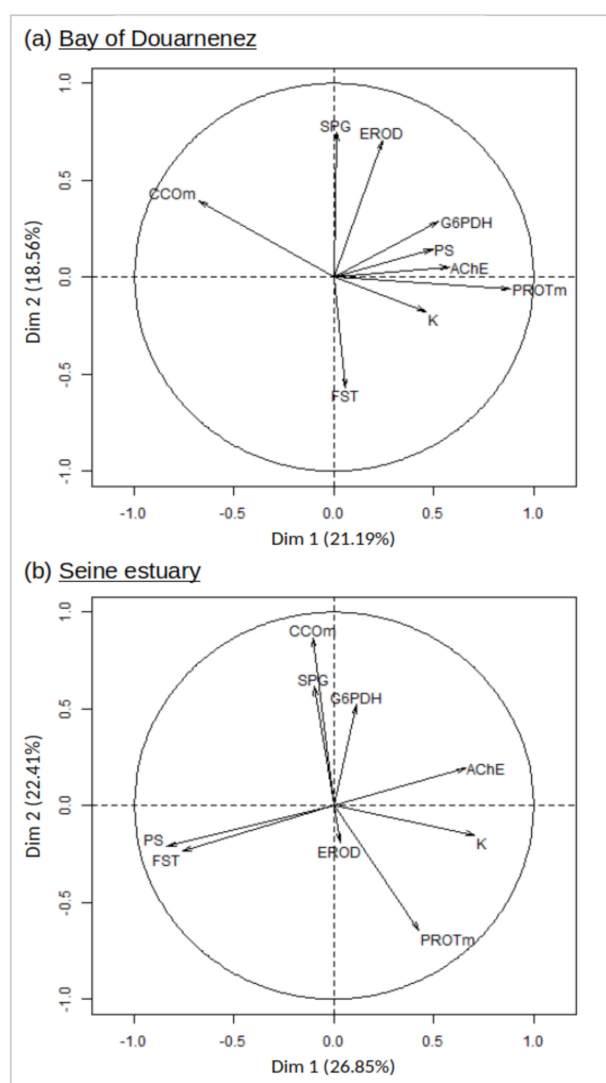 (a) Bay of Douarnenez
1.0
SPG
EROD
0.5
CCOm
G6PDH
PS
0.0
AChE
PROTm
K
Dim 2 (18.56%)
-0.5
FST
-1.0
-1.0 -0.5 0.0 0.5 1.0
Dim 1 (21.19%)
(b) Seine estuary
1.0
CCOm
SPG
G6PDH
0.5
AChE
0.0
PS
FST
EROD
K
Dim 2 (22.41%)
-0.5
PROTm
-1.0
-1.0 -0.5 0.0 0.5 1.0
Dim 1 (26.85%)